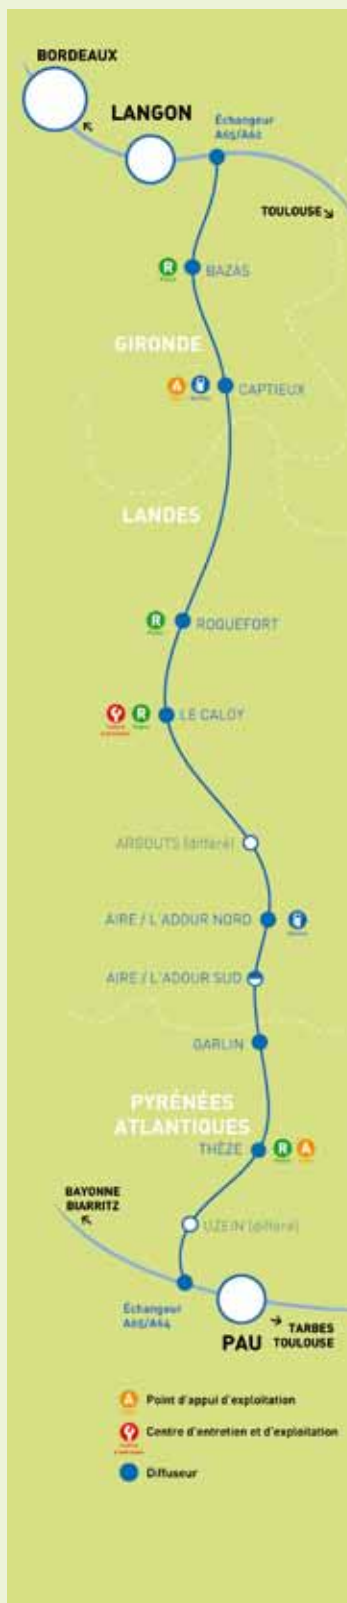 BORDEAUX
LANGON
Échangeur
A65/A62
TOULOUSE
R
BAZAS
GIRONDE
A
CAPTIEUX
LANDES
R
ROQUEFORT
R
LE CALOY
ARGOUTS (différé)
AIRE / L'ADOUR NORD
AIRE / L'ADOUR SUD
GARLIN
PYRÉNÉES
ATLANTIQUES
THÈZE
R
A
BAYONNE
BIARRITZ
UZEIN (différé)
Échangeur
A65/A64
PAU
TARBES
TOULOUSE
A
Point d'appui d'exploitation
Centre d'entretien et d'exploitation
Diffuseur